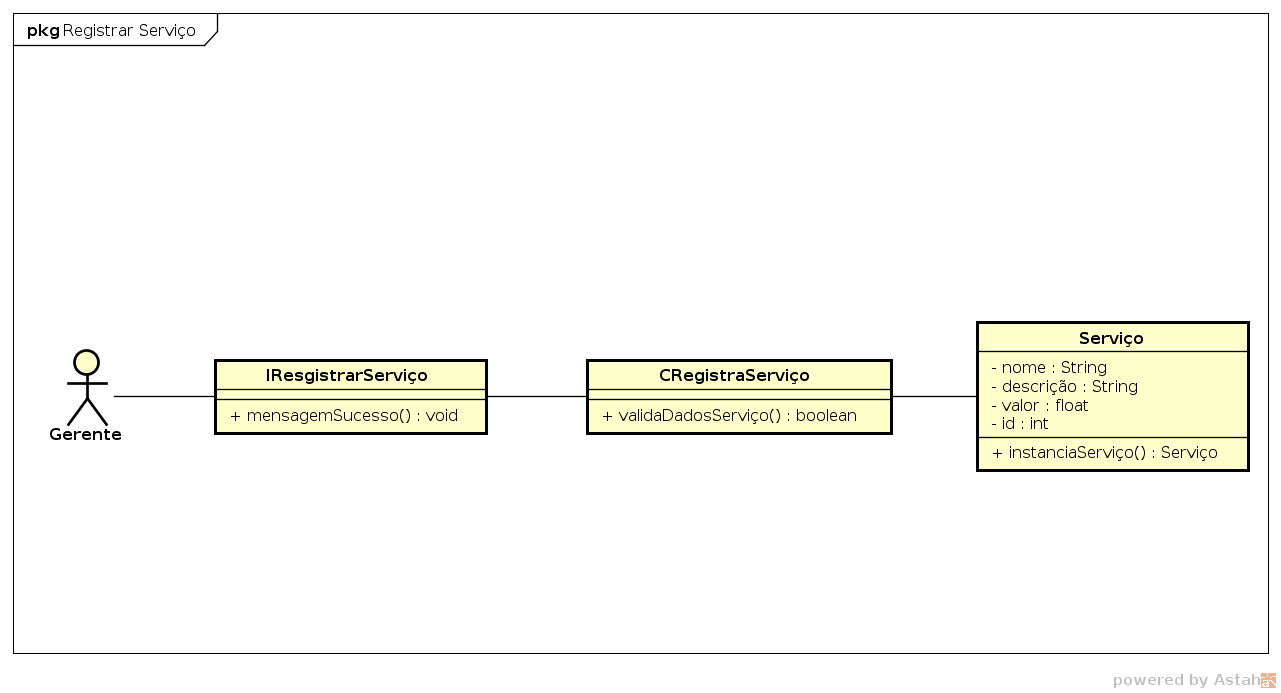 pkg Registrar Serviço
Gerente
IResgistrarServiço
+ mensagemSucesso() : void
CRegistraServiço
+ validaDadosServiço() : boolean
Serviço
- nome : String
- descrição : String
- valor : float
- id : int
+ instanciaServiço() : Serviço
powered by Astah